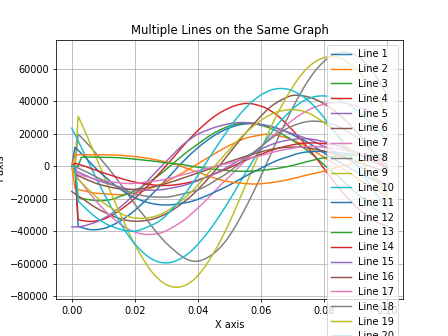 Multiple Lines on the Same Graph
60000
40000
20000
0
−20000
−40000
−60000
−80000
0.00
0.02
0.04
0.06
X axis
Line 1
Line 2
Line 3
Line 4
Line 5
Line 6
Line 7
Line 8
Line 9
Line 10
Line 11
Line 12
Line 13
Line 14
Line 15
Line 16
Line 17
Line 18
Line 19